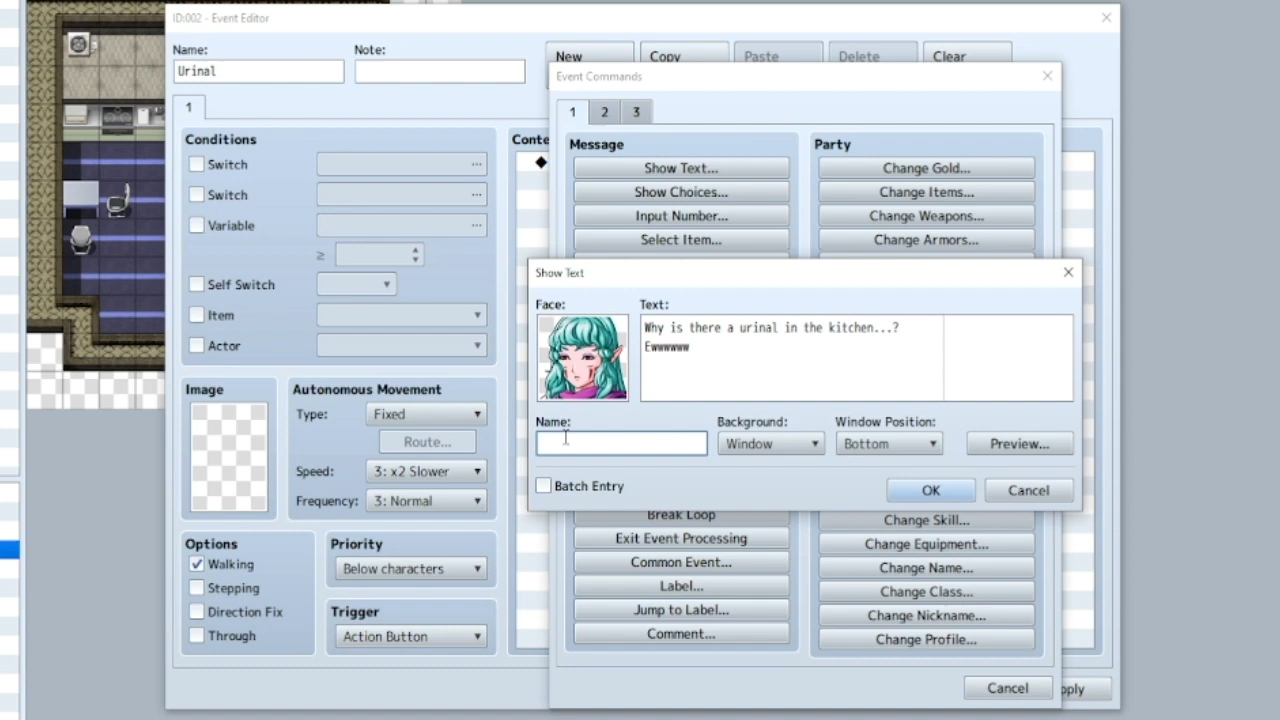 ID:002 - Event Editor
Name:
Note:
Urinal
New
Copy
Paste
Delete
Clear
1
Conditions
Switch
...
Switch
...
Variable
...
≥
Self Switch
Item
Actor
Image
Autonomous Movement
Type:
Fixed
Route...
Speed:
3: x2 Slower
Frequency:
3: Normal
Options
Walking
Stepping
Direction Fix
Through
Priority
Below characters
Trigger
Action Button
Event Commands
1
2
3
Message
Show Text...
Show Choices...
Input Number...
Select Item...
Party
Change Gold...
Change Items...
Change Weapons...
Change Armors...
Show Text
Face:
Text:
Why is there a urinal in the kitchen...?
Ewwwwww
Name:
Background:
Window
Window Position:
Bottom
Preview...
Batch Entry
OK
Cancel
Break Loop
Exit Event Processing
Common Event...
Label...
Jump to Label...
Comment...
Change Skill...
Change Equipment...
Change Name...
Change Class...
Change Nickname...
Change Profile...
Cancel